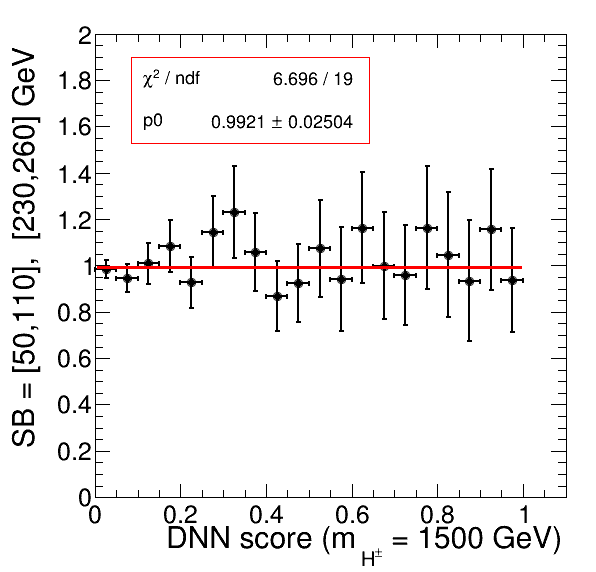 SB = [50,110], [230,260] GeV
2
1.8
1.6
1.4
1.2
1
0.8
0.6
0.4
0.2
0
χ² / ndf 6.696 / 19
p0 0.9921 ± 0.02504
0 0.2 0.4 0.6 0.8 1
DNN score (m_H± = 1500 GeV)